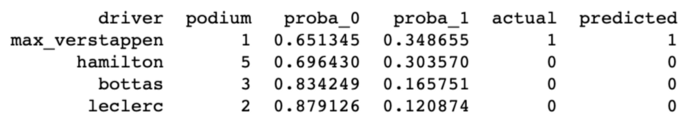 driver podium proba_0 proba_1 actual predicted
max_verstappen 1 0.651345 0.348655 1 1
hamilton 5 0.696430 0.303570 0 0
bottas 3 0.834249 0.165751 0 0
leclerc 2 0.879126 0.120874 0 0